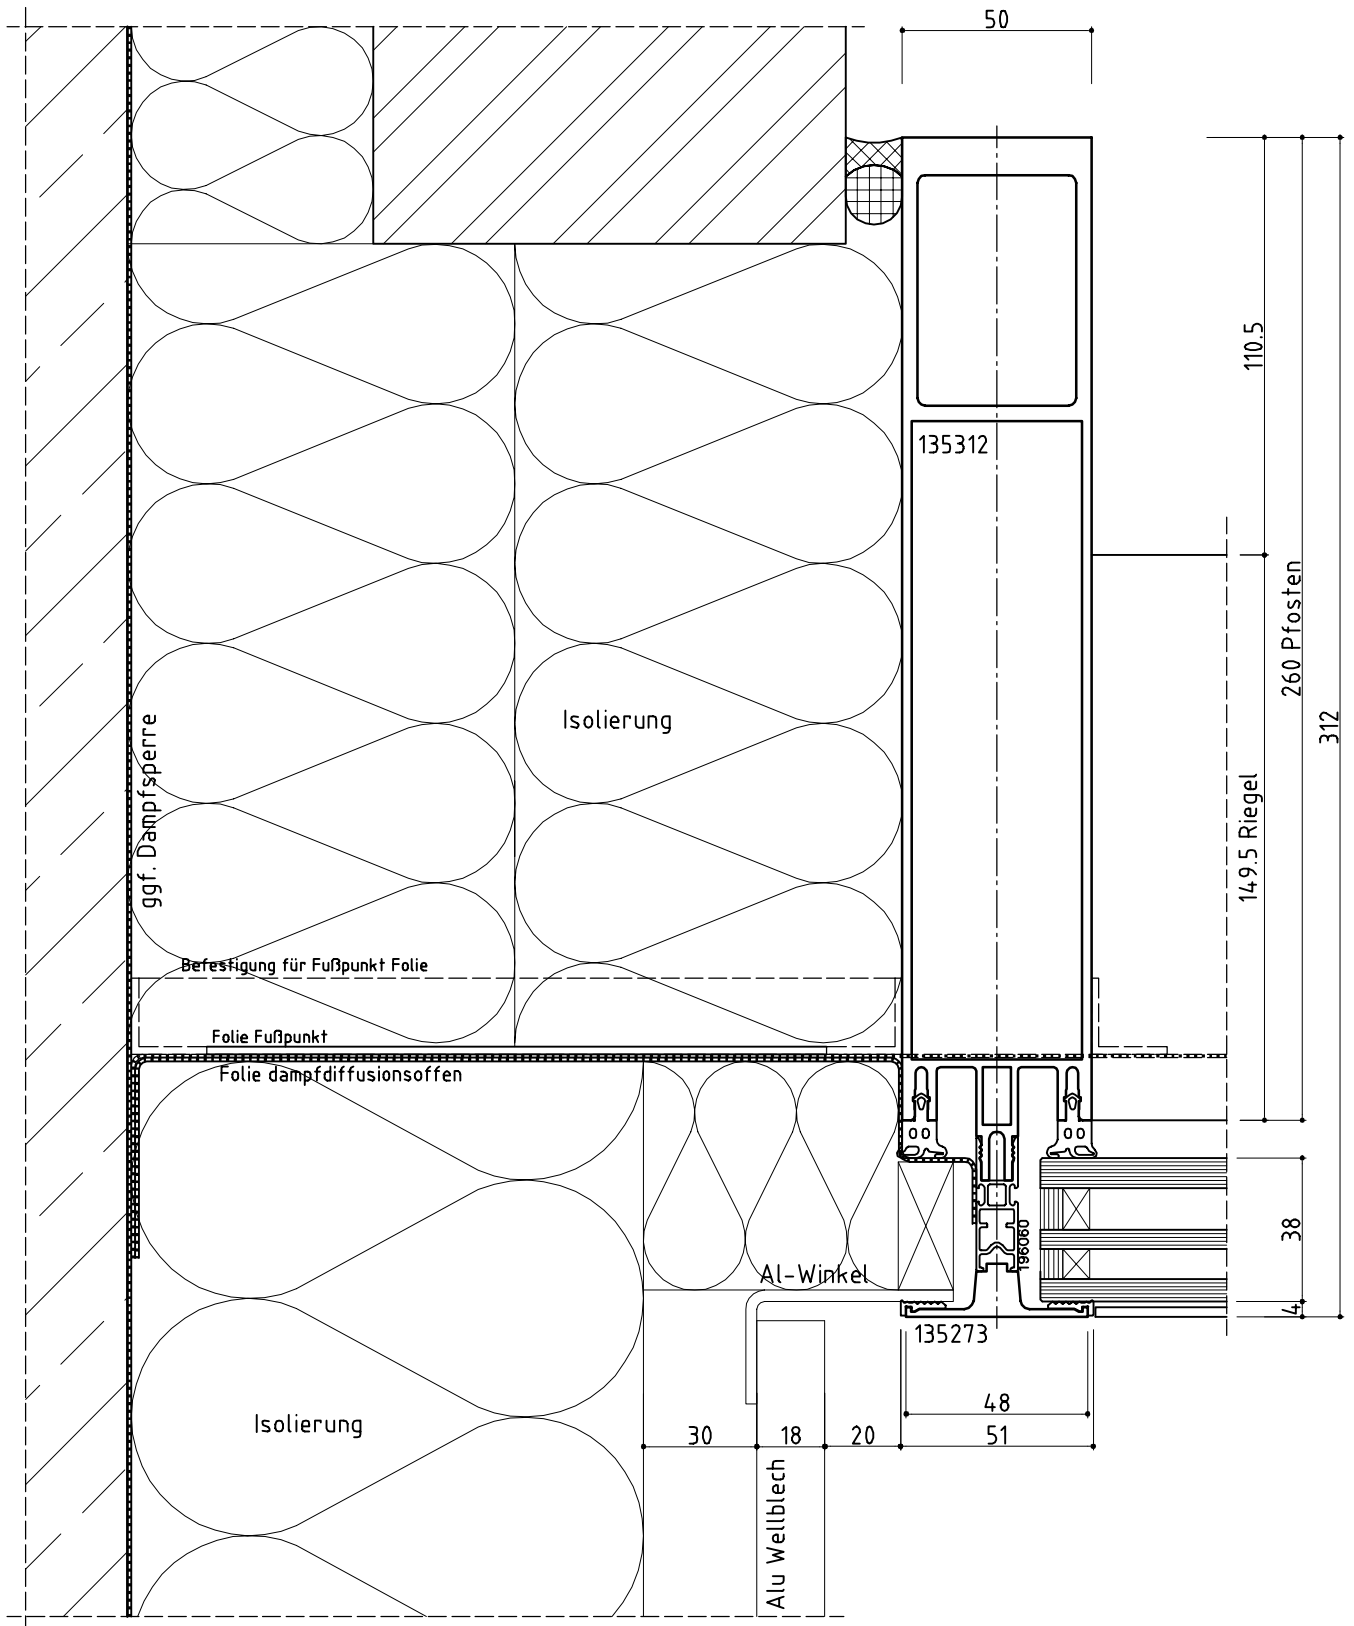 50
110.5
135312
260 Pfosten
312
Isolierung
ggf. Dampfsperre
149.5 Riegel
Befestigung für Fußpunkt Folie
Folie Fußpunkt
Folie dampfdiffusionsoffen
196060
38
Al-Winkel
4
135273
48
Isolierung
30
18
20
51
Alu Wellblech